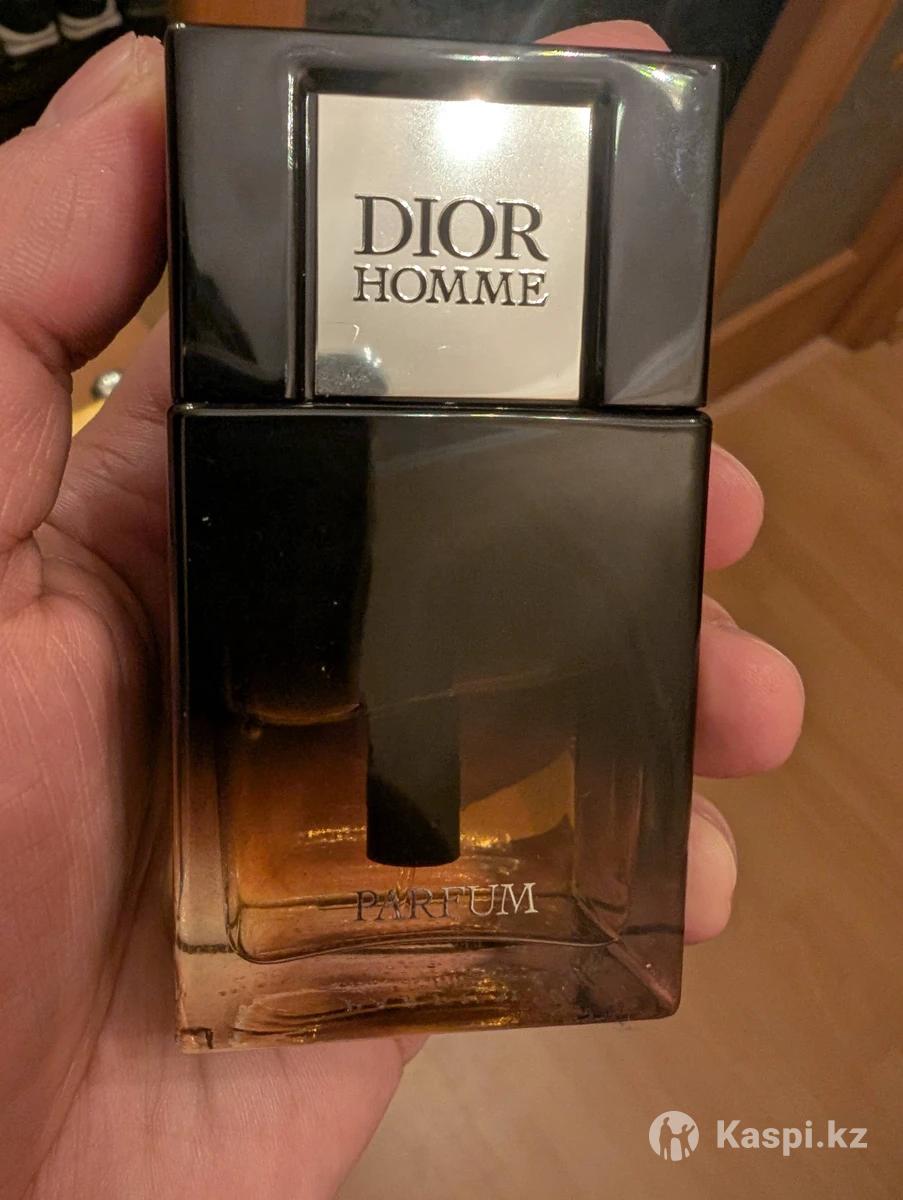 DIOR
HOMME
PARFUM
Kaspi.kz